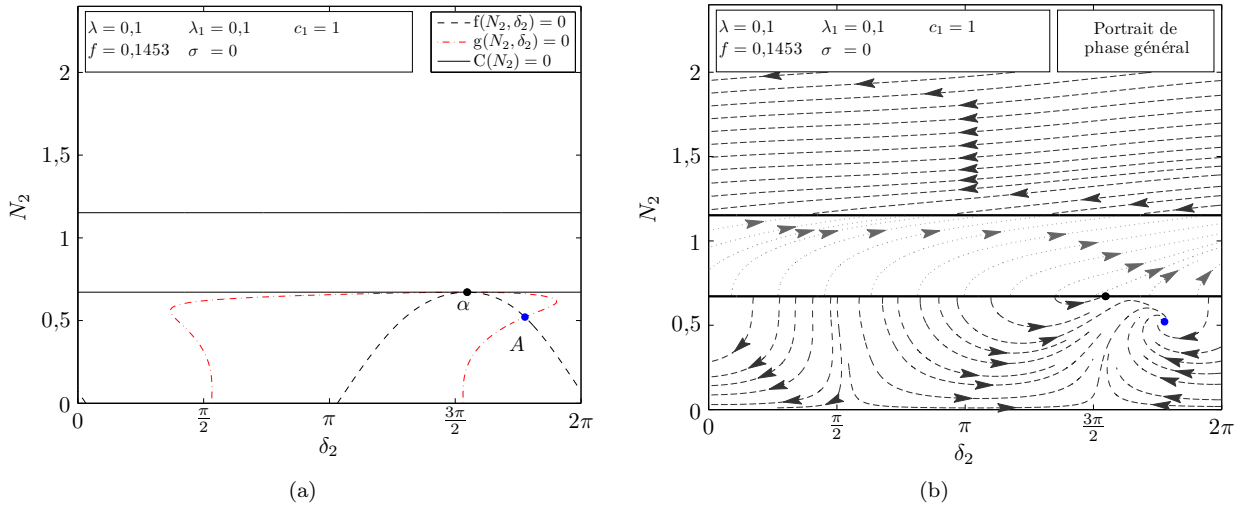 λ = 0,1 λ₁ = 0,1 c₁ = 1
f = 0,1453 σ = 0
f(N₂, δ₂) = 0
g(N₂, δ₂) = 0
C(N₂) = 0
2
1,5
1
0,5
0
N₂
α
A
0 π/2 π 3π/2 2π
δ₂
(a)
λ = 0,1 λ₁ = 0,1 c₁ = 1
f = 0,1453 σ = 0
Portrait de
phase général
2
1,5
1
0,5
0
N₂
0 π/2 π 3π/2 2π
δ₂
(b)